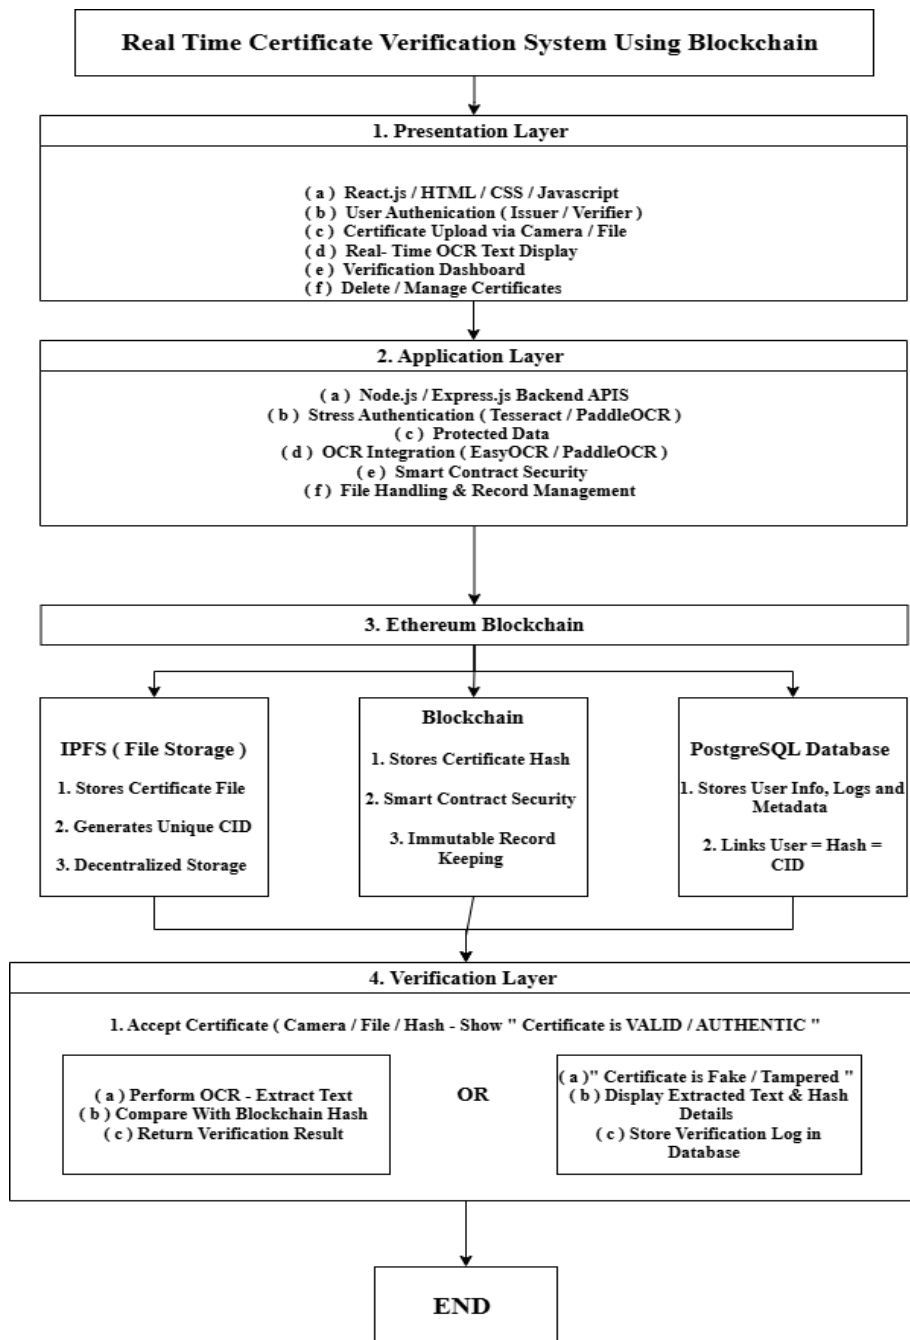 Real Time Certificate Verification System Using Blockchain
1. Presentation Layer
( a ) React.js / HTML / CSS / Javascript
( b ) User Authenication ( Issuer / Verifier )
( c ) Certificate Upload via Camera / File
( d ) Real- Time OCR Text Display
( e ) Verification Dashboard
( f ) Delete / Manage Certificates
2. Application Layer
( a ) Node.js / Express.js Backend APIS
( b ) Stress Authentication ( Tesseract / PaddleOCR )
( c ) Protected Data
( d ) OCR Integration ( EasyOCR / PaddleOCR )
( e ) Smart Contract Security
( f ) File Handling & Record Management
3. Ethereum Blockchain
IPFS ( File Storage )
1. Stores Certificate File
2. Generates Unique CID
3. Decentralized Storage
Blockchain
1. Stores Certificate Hash
2. Smart Contract Security
3. Immutable Record
Keeping
PostgreSQL Database
1. Stores User Info, Logs and
Metadata
2. Links User = Hash =
CID
4. Verification Layer
1. Accept Certificate ( Camera / File / Hash - Show " Certificate is VALID / AUTHENTIC "
( a ) Perform OCR - Extract Text
( b ) Compare With Blockchain Hash
( c ) Return Verification Result
OR
( a )" Certificate is Fake / Tampered "
( b ) Display Extracted Text & Hash
Details
( c ) Store Verification Log in
Database
END